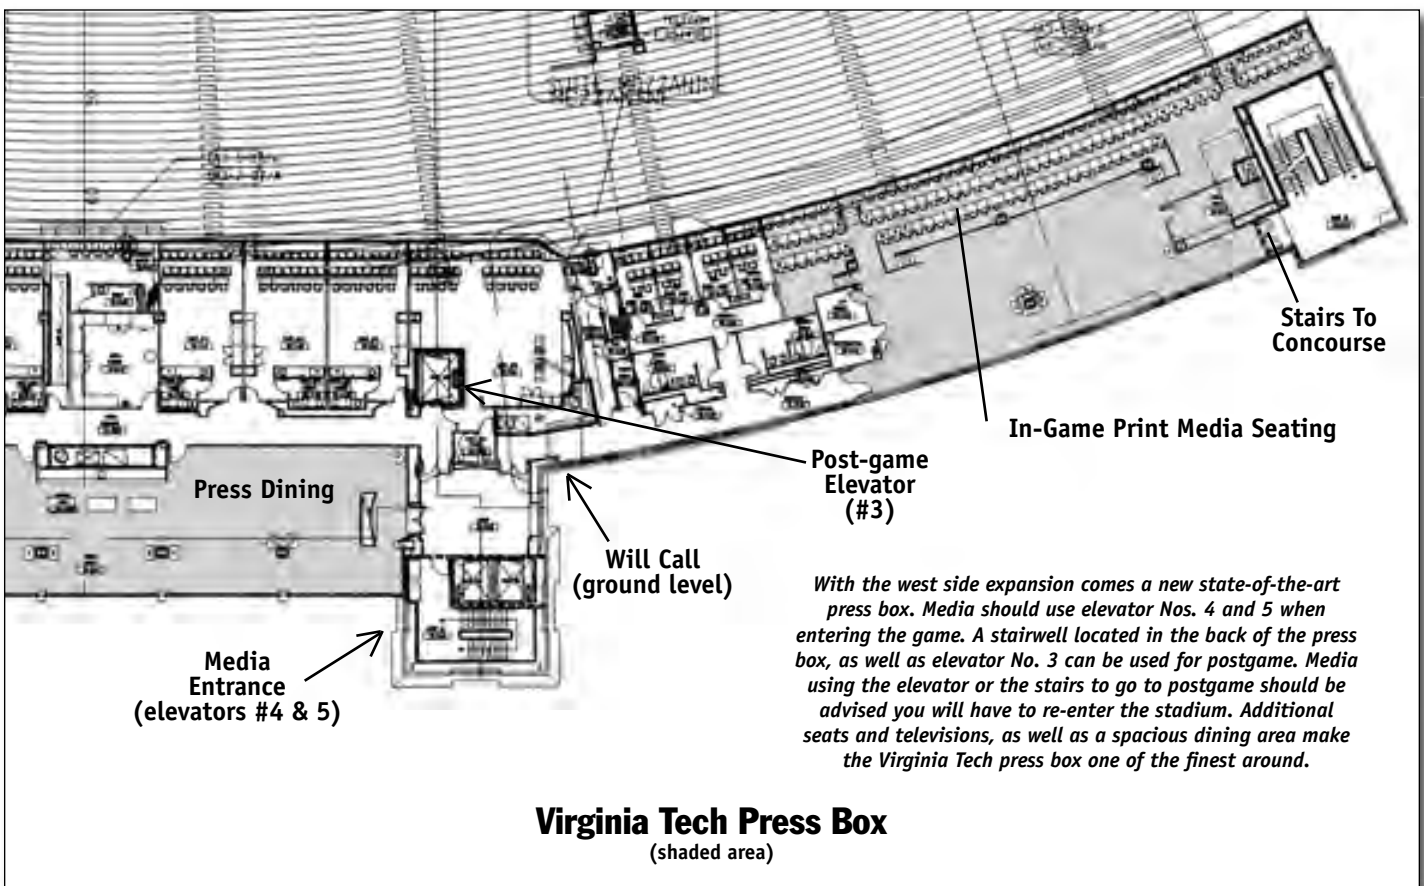 MEZZANINE
Stairs To
Concourse
In-Game Print Media Seating
Post-game
Elevator
(#3)
Press Dining
Will Call
(ground level)
Media
Entrance
(elevators #4 & 5)
With the west side expansion comes a new state-of-the-art
press box. Media should use elevator Nos. 4 and 5 when
entering the game. A stairwell located in the back of the press
box, as well as elevator No. 3 can be used for postgame. Media
using the elevator or the stairs to go to postgame should be
advised you will have to re-enter the stadium. Additional
seats and televisions, as well as a spacious dining area make
the Virginia Tech press box one of the finest around.
Virginia Tech Press Box
(shaded area)